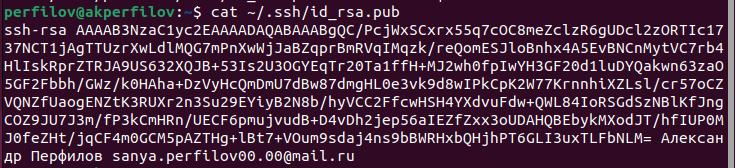 perfilov@akperfilov:~$ cat ~/.ssh/id_rsa.pub
ssh-rsa AAAAB3NzaC1yc2EAAAADAQABAAABgQC/PcjWxSCxrx55q7cOC8meZclzR6gUDcl2zORTIc17
37NCT1jAgTTUzrXwLdlMQG7mPnXwWjJaBZqprBmRVqIMqzk/reQomESJloBnhx4A5EvBNCnMytVC7rb4
HlIskRprZTRJA9US632XQJB+53Is2U3OGYEqTr20Ta1ffH+MJ2wh0fpIwYH3GF20d1luDYQakwn63zaO
5GF2Fbbh/GWz/k0HAha+DzVyHcQmDmU7dBw87dmgHL0e3vk9d8wIPkCpK2W77KrnnhiXZLsl/cr57oCZ
VQNZfUaogENZtK3RUXr2n3Su29EYiyB2N8b/hyVCC2FfcwHSH4YXdvuFdw+QWL84IoRSGdSzNBlKfJng
COZ9JU7J3m/fP3kCmHRn/UECF6pmujvudB+D4vDh2jep56aIEZfZxx3oUDAHQBEbykMXodJT/hfIUP0M
J0feZHt/jqCF4m0GCM5pAZTHg+lBt7+VOum9sdaj4ns9bBWRHxbQHjhPT6GLI3uxTLFbNLM= Александ
др Перфилов sanya.perfilov00.00@mail.ru